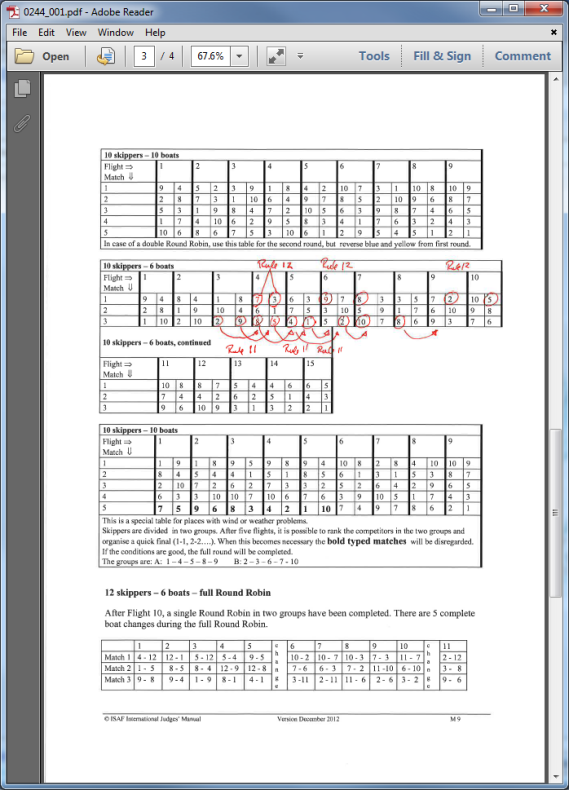 0244_001.pdf - Adobe Reader
File Edit View Window Help
Open 3 / 4 67.6% Tools Fill & Sign Comment
10 skippers – 10 boats
Flight ⇒ 1 2 3 4 5 6 7 8 9
Match ⇓
1 9 4 5 2 3 9 1 8 4 2 10 7 3 1 10 8 10 9
2 2 8 7 3 1 10 6 4 9 7 8 5 2 10 9 6 8 7
3 5 3 1 9 8 4 7 2 10 5 6 3 9 8 7 4 6 5
4 1 7 4 10 6 2 9 5 8 3 4 1 7 6 3 2 4 3
5 10 6 8 6 7 5 3 10 6 1 2 9 5 4 5 1 2 1
In case of a double Round Robin, use this table for the second round, but reverse blue and yellow from first round.
Rule 12 Rule 12 Rule 12
10 skippers – 6 boats
Flight ⇒ 1 2 3 4 5 6 7 8 9 10
Match ⇓
1 9 4 8 4 1 8 7 3 6 3 9 7 8 3 3 5 7 2 10 5
2 2 8 1 9 10 4 6 1 7 5 3 10 5 9 1 7 6 10 9 8
3 1 10 2 10 2 9 8 5 4 1 5 2 10 7 8 6 9 3 7 6
Rule 11 Rule 11 Rule 11
10 skippers – 6 boats, continued
Flight ⇒ 11 12 13 14 15
Match ⇓
1 10 8 8 7 5 4 4 6 6 5
2 7 4 4 2 6 2 5 1 4 3
3 9 6 10 9 3 1 3 2 2 1
10 skippers – 10 boats
Flight ⇒ 1 2 3 4 5 6 7 8 9
Match ⇓
1 1 9 1 8 9 5 9 8 9 4 10 8 2 8 4 10 10 9
2 8 4 5 4 4 1 5 1 8 5 6 1 3 1 5 3 8 7
3 2 10 7 2 6 2 7 3 3 2 5 2 6 4 2 9 6 5
4 6 3 3 10 10 7 10 6 7 6 3 9 10 5 1 7 4 3
5 7 5 9 6 8 3 4 2 1 10 7 4 9 7 8 6 2 1
This is a special table for places with wind or weather problems.
Skippers are divided in two groups. After five flights, it is possible to rank the competitors in the two groups and
organise a quick final (1-1, 2-2….). When this becomes necessary the bold typed matches will be disregarded.
If the conditions are good, the full round will be completed.
The groups are: A: 1 – 4 – 5 – 8 – 9 B: 2 – 3 – 6 – 7 - 10
12 skippers – 6 boats – full Round Robin
After Flight 10, a single Round Robin in two groups have been completed. There are 5 complete
boat changes during the full Round Robin.
1 2 3 4 5 change 6 7 8 9 10 change 11
Match 1 4 - 12 12 - 1 5 - 12 5 - 4 9 - 5 10 - 2 10 - 7 10 - 3 7 - 3 11 - 7 2 - 12
Match 2 1 - 5 8 - 5 8 - 4 12 - 9 12 - 8 7 - 6 6 - 3 7 - 2 11 -10 6 - 10 3 - 8
Match 3 9 - 8 9 - 4 1 - 9 8 - 1 4 - 1 3 -11 2 - 11 11 - 6 2 - 6 3 - 2 9 - 6
© ISAF International Judges' Manual Version December 2012 M 9